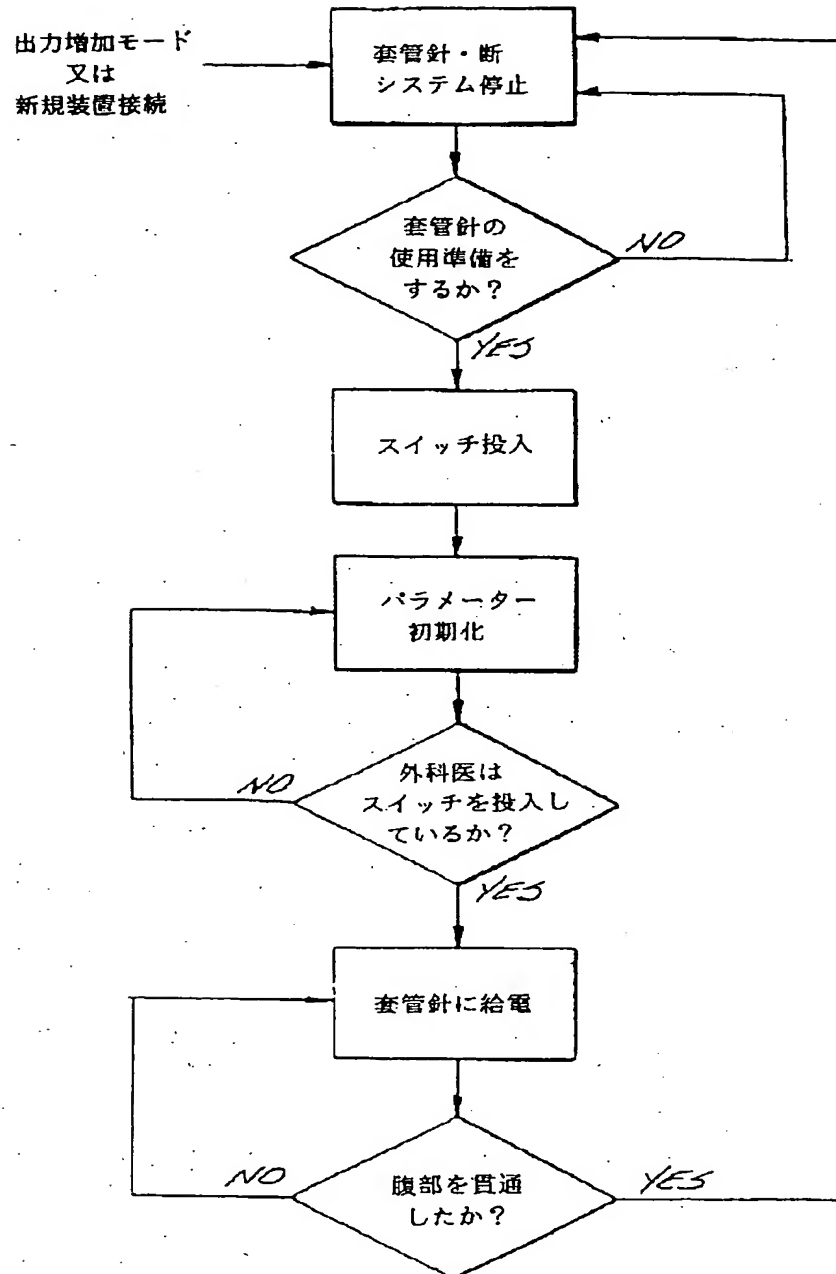 出力増加モード
又は
新規装置接続
套管針・断
システム停止
套管針の
使用準備を
するか？
NO
YES
スイッチ投入
パラメーター
初期化
外科医は
スイッチを投入し
ているか？
NO
YES
套管針に給電
腹部を貫通
したか？
NO
YES